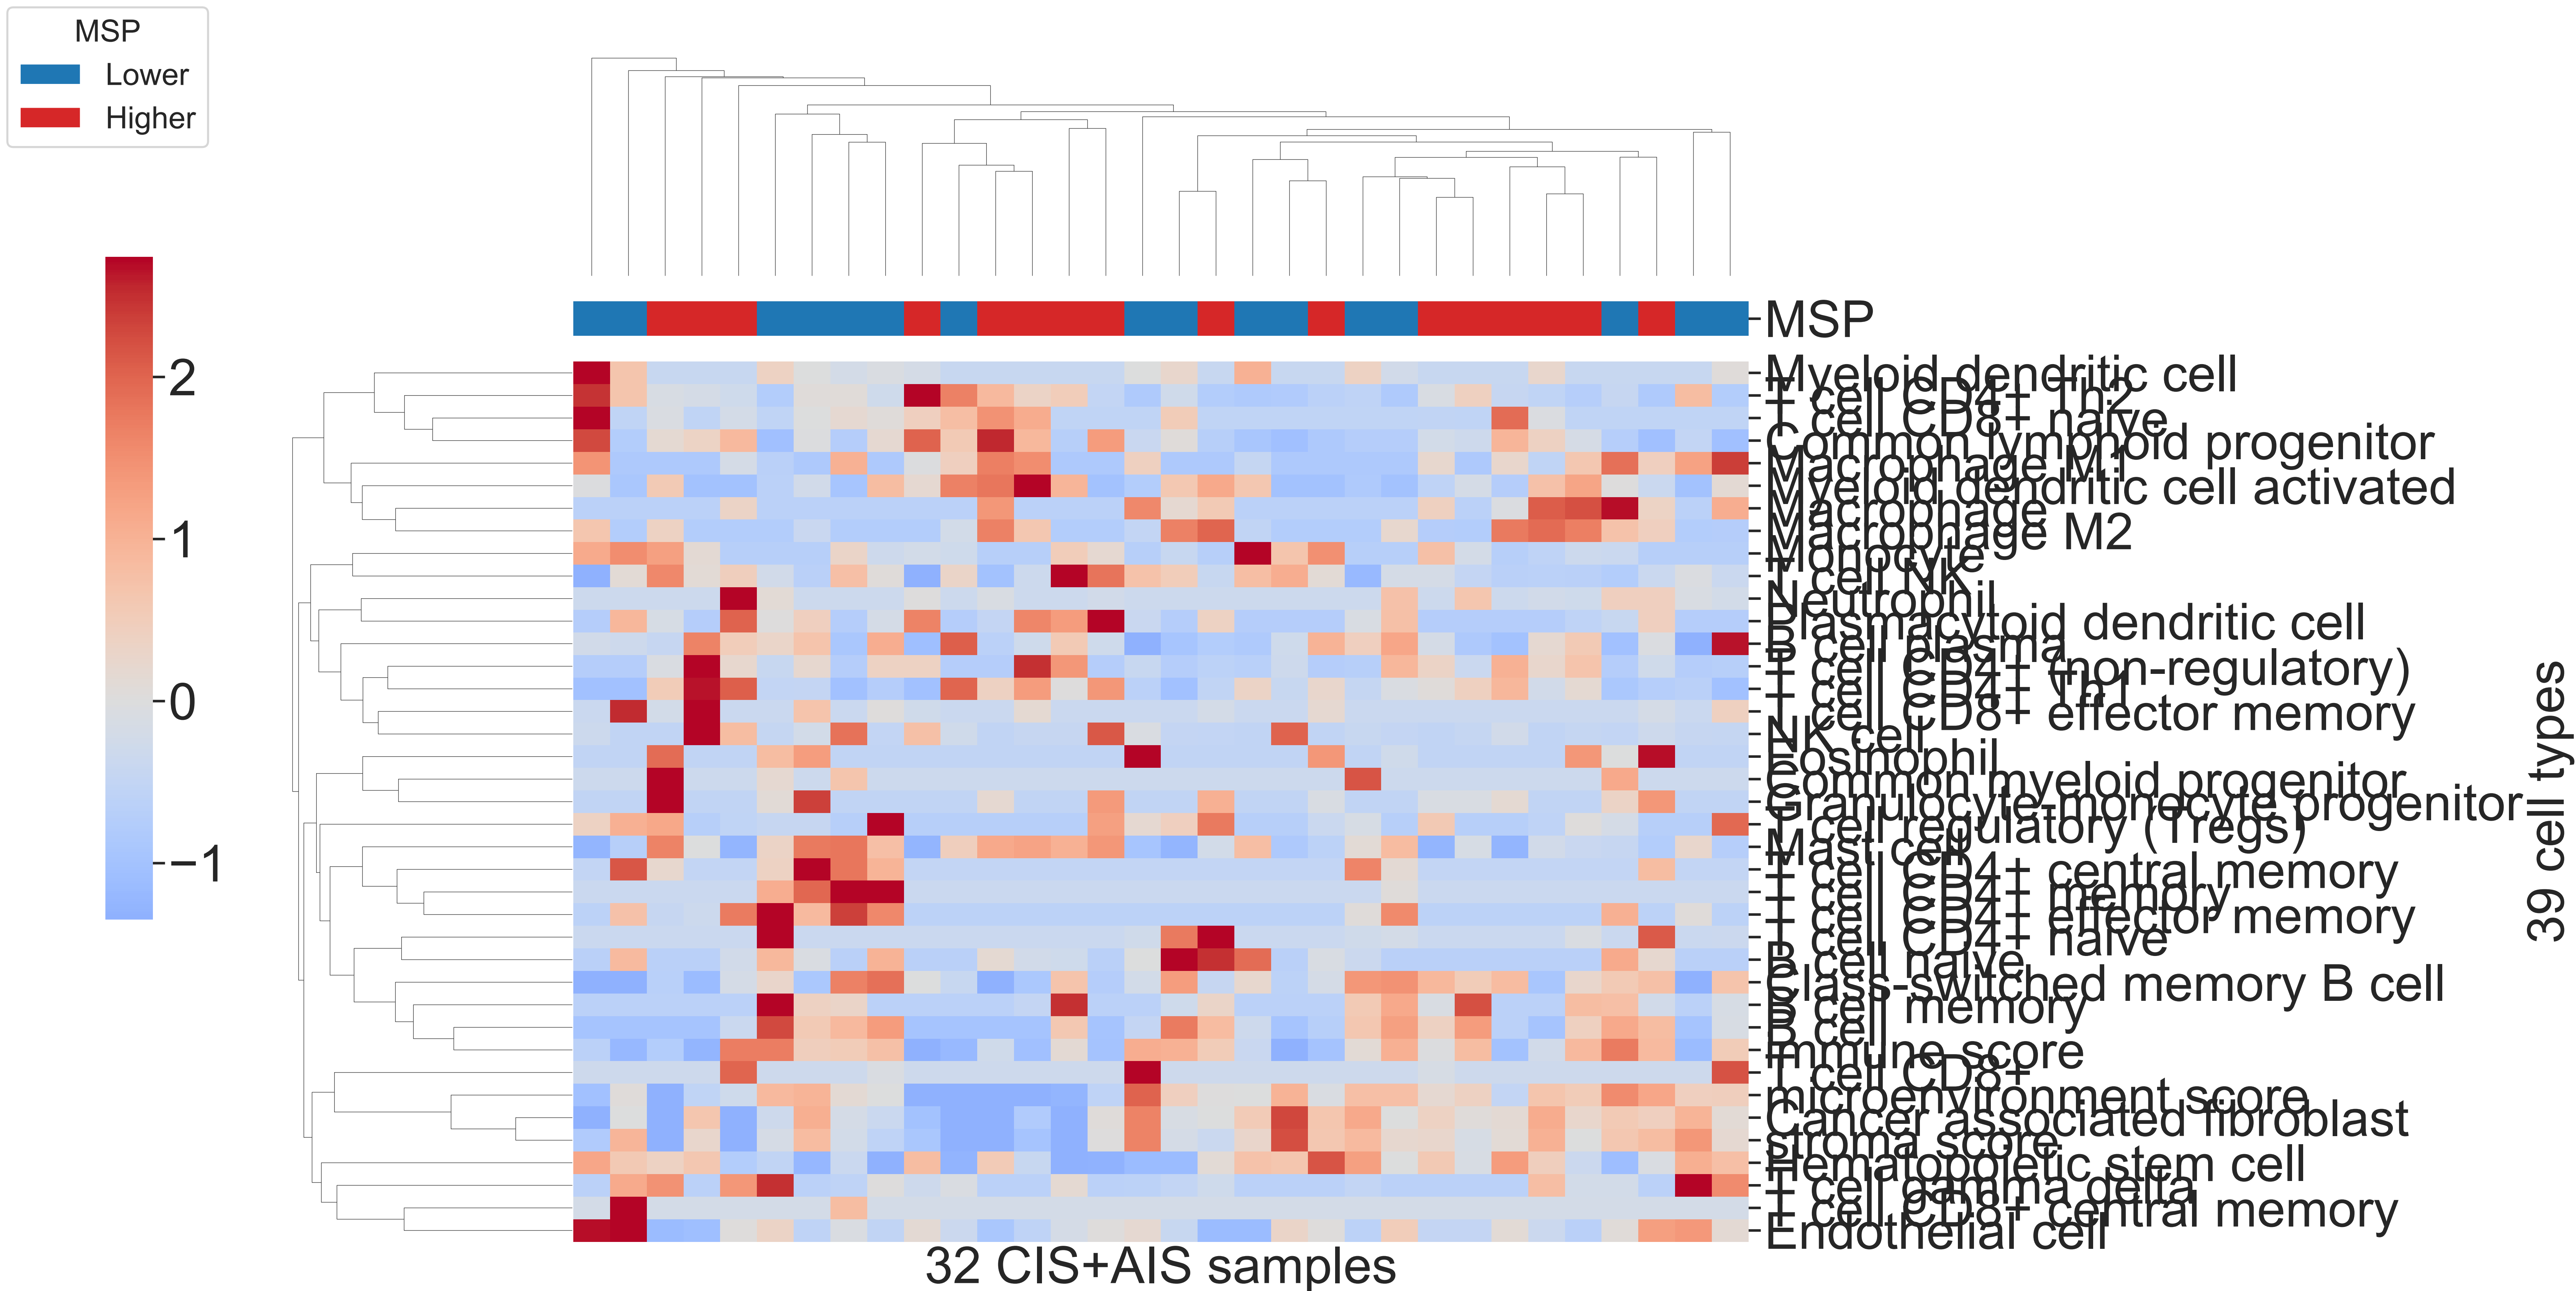 MSP
Lower
Higher
2
1
0
−1
MSP
Myeloid dendritic cell
T cell CD4+ Th2
T cell CD8+ naive
Common lymphoid progenitor
Macrophage M1
Myeloid dendritic cell activated
Macrophage
Macrophage M2
Monocyte
T cell NK
Neutrophil
Plasmacytoid dendritic cell
B cell plasma
T cell CD4+ (non-regulatory)
T cell CD4+ Th1
T cell CD8+ effector memory
NK cell
Eosinophil
Common myeloid progenitor
Granulocyte-monocyte progenitor
T cell regulatory (Tregs)
Mast cell
T cell CD4+ central memory
T cell CD4+ memory
T cell CD4+ effector memory
T cell CD4+ naive
B cell naive
Class-switched memory B cell
B cell memory
B cell
immune score
T cell CD8+
microenvironment score
Cancer associated fibroblast
stroma score
Hematopoietic stem cell
T cell gamma delta
T cell CD8+ central memory
Endothelial cell
39 cell types
32 CIS+AIS samples